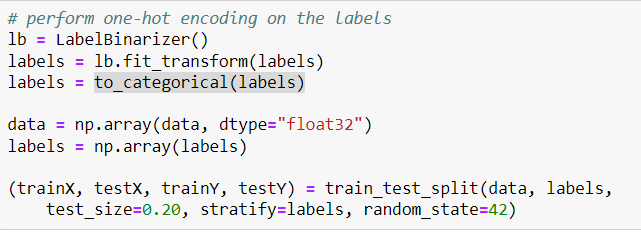 # perform one-hot encoding on the labels
lb = LabelBinarizer()
labels = lb.fit_transform(labels)
labels = to_categorical(labels)
data = np.array(data, dtype="float32")
labels = np.array(labels)
(trainX, testX, trainY, testY) = train_test_split(data, labels,
    test_size=0.20, stratify=labels, random_state=42)